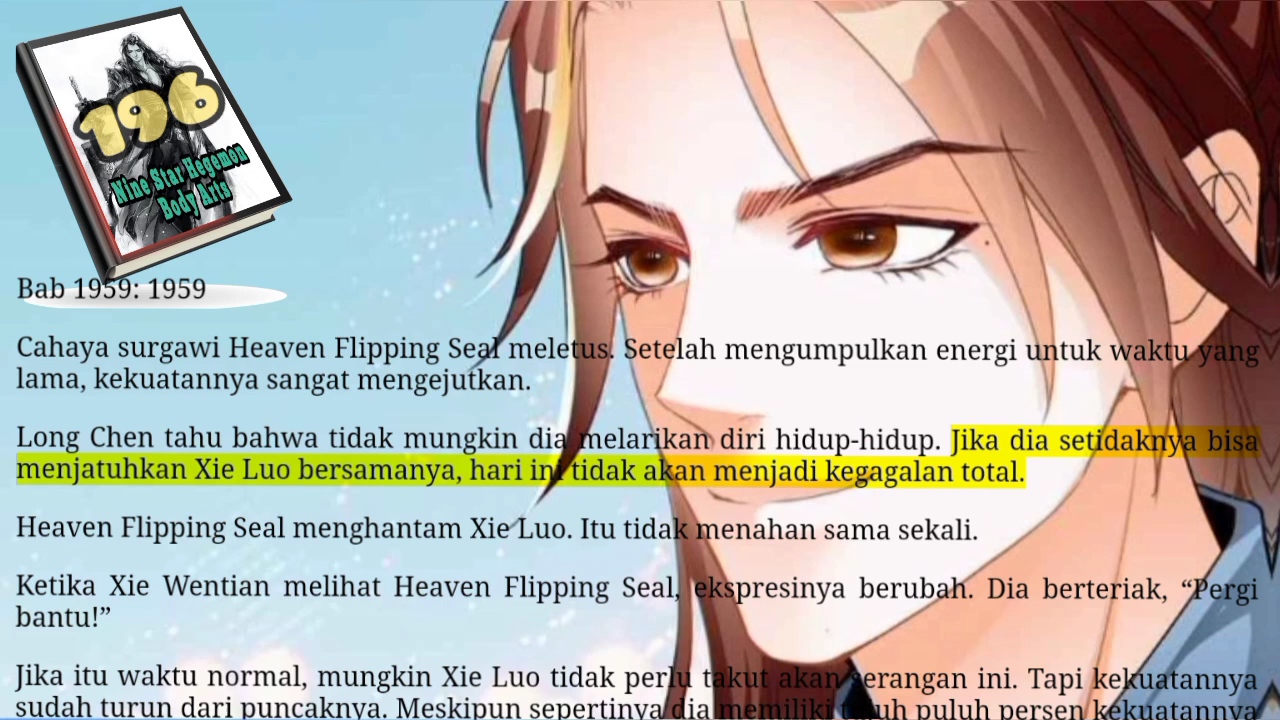 196
Nine Star Hegemon
Body Arts
Bab 1959: 1959
Cahaya surgawi Heaven Flipping Seal meletus. Setelah mengumpulkan energi untuk waktu yang
lama, kekuatannya sangat mengejutkan.
Long Chen tahu bahwa tidak mungkin dia melarikan diri hidup-hidup. Jika dia setidaknya bisa
menjatuhkan Xie Luo bersamanya, hari ini tidak akan menjadi kegagalan total.
Heaven Flipping Seal menghantam Xie Luo. Itu tidak menahan sama sekali.
Ketika Xie Wentian melihat Heaven Flipping Seal, ekspresinya berubah. Dia berteriak, “Pergi
bantu!”
Jika itu waktu normal, mungkin Xie Luo tidak perlu takut akan serangan ini. Tapi kekuatannya
sudah turun dari puncaknya. Meskipun sepertinya dia memiliki tujuh puluh persen kekuatannya